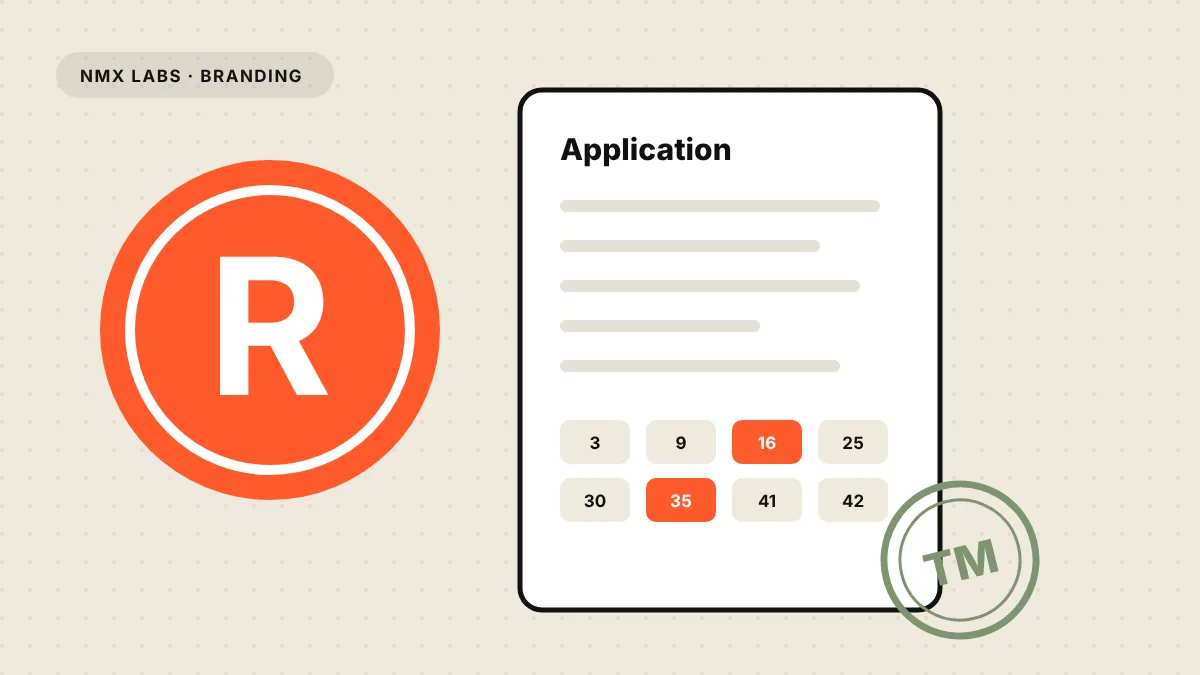 NMX LABS · BRANDING
R
Application
3 9 16 25
30 35 41 42
TM